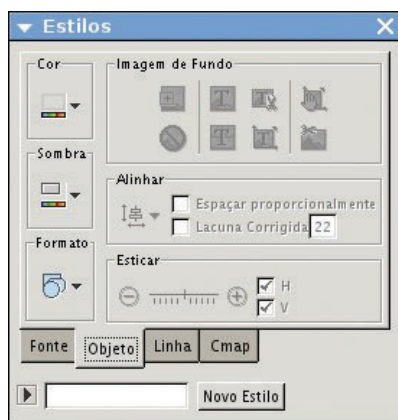 Estilos
Cor
Imagem de Fundo
Sombra
Alinhar
Espaçar proporcionalmente
Lacuna Corrigida 22
Formato
Esticar
H
V
Fonte Objeto Linha Cmap
Novo Estilo